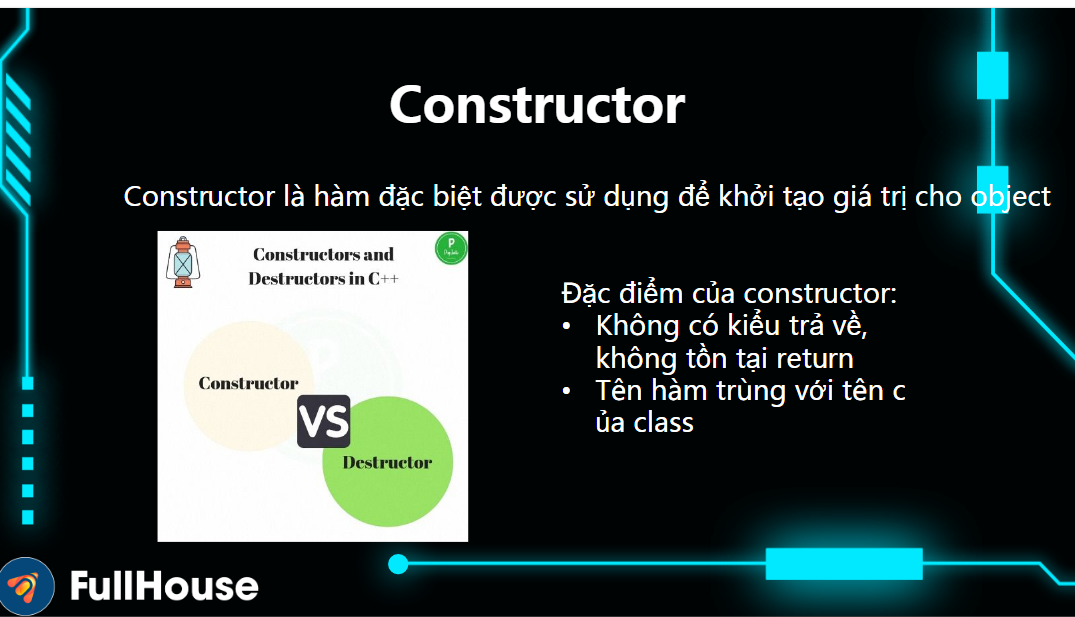 Constructor
Constructor là hàm đặc biệt được sử dụng để khởi tạo giá trị cho object
Constructors and
Destructors in C++
P
Constructor
VS
Destructor
Đặc điểm của constructor:
• Không có kiểu trả về,
không tồn tại return
• Tên hàm trùng với tên c
ủa class
FullHouse